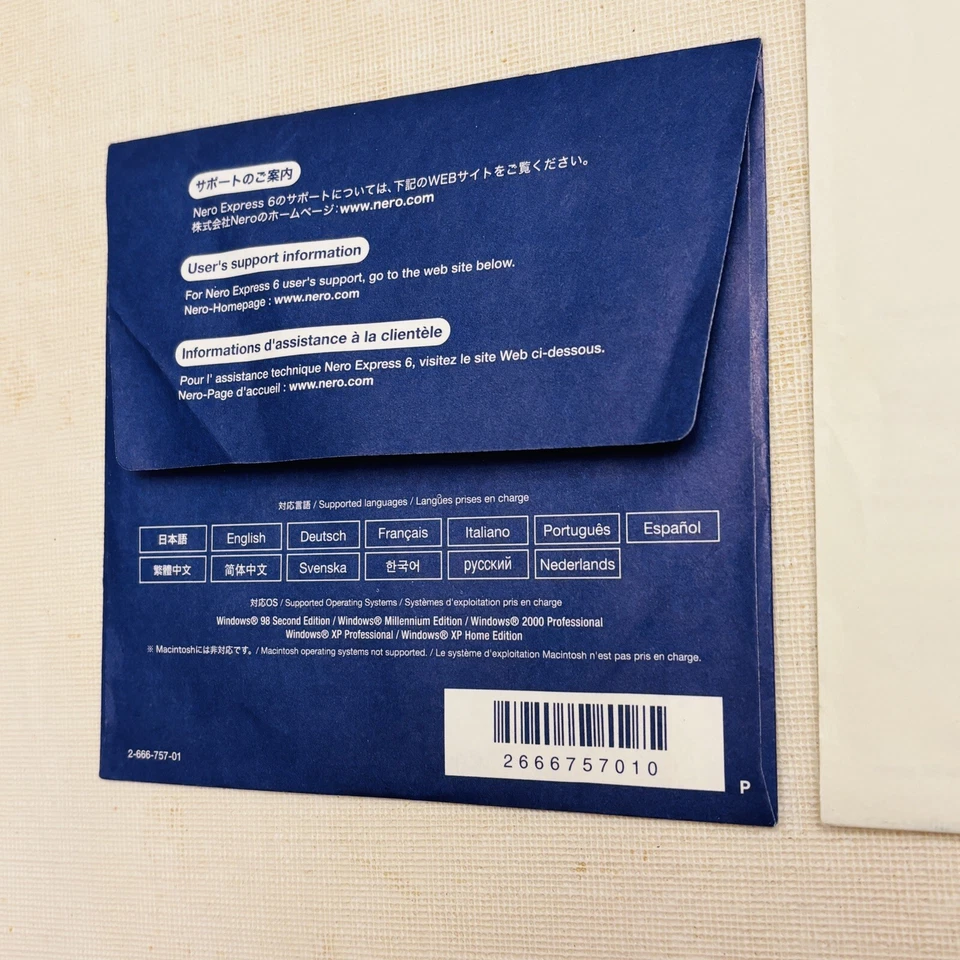 サポートのご案内
Nero Express 6のサポートについては、下記のWEBサイトをご覧ください。
株式会社Neroのホームページ：www.nero.com
User's support information
For Nero Express 6 user's support, go to the web site below.
Nero-Homepage : www.nero.com
Informations d'assistance à la clientèle
Pour l' assistance technique Nero Express 6, visitez le site Web ci-dessous.
Nero-Page d'accueil : www.nero.com
対応言語 / Supported languages / Langûes prises en charge
日本語 English Deutsch Français Italiano Português Español
繁體中文 简体中文 Svenska 한국어 русский Nederlands
対応OS / Supported Operating Systems / Systèmes d'exploitation pris en charge
Windows® 98 Second Edition / Windows® Millennium Edition / Windows® 2000 Professional
Windows® XP Professional / Windows® XP Home Edition
※ Macintoshには非対応です。/ Macintosh operating systems not supported. / Le système d'exploitation Macintosh n'est pas pris en charge.
2666757010
2-666-757-01
P